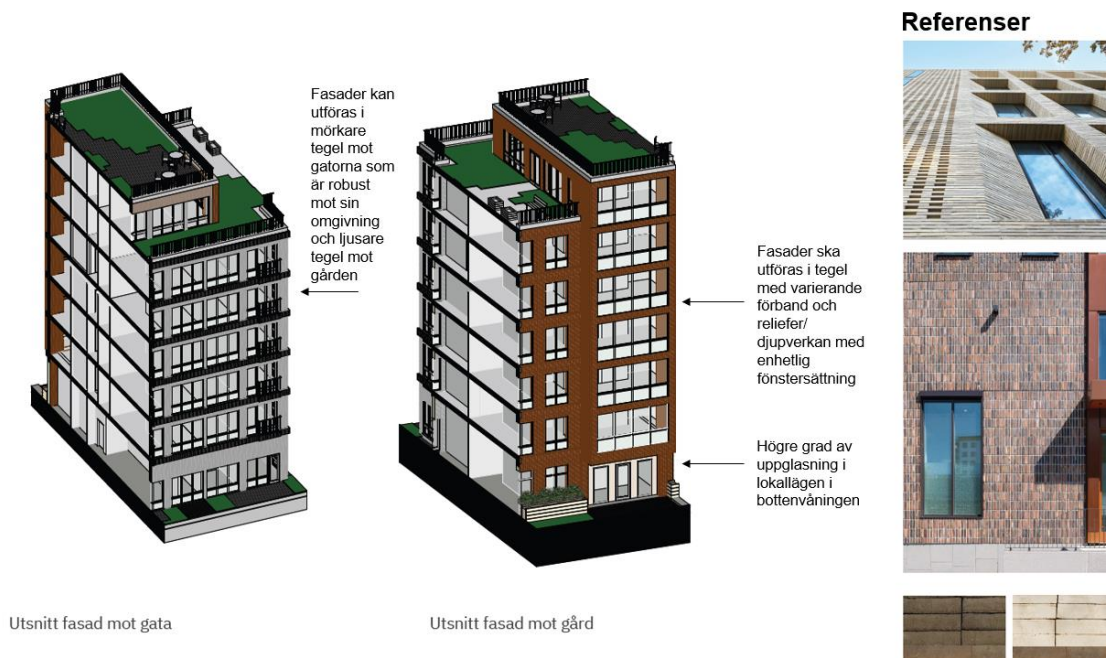 Referenser
Fasader kan
utföras i
mörkare
tegel mot
gatorna som
är robust
mot sin
omgivning
och ljusare
tegel mot
gården
Fasader ska
utföras i tegel
med varierande
förband och
reliefer/
djupverkan med
enhetlig
fönstersättning
Högre grad av
uppglasning i
lokallägen i
bottenvåningen
Utsnitt fasad mot gata
Utsnitt fasad mot gård